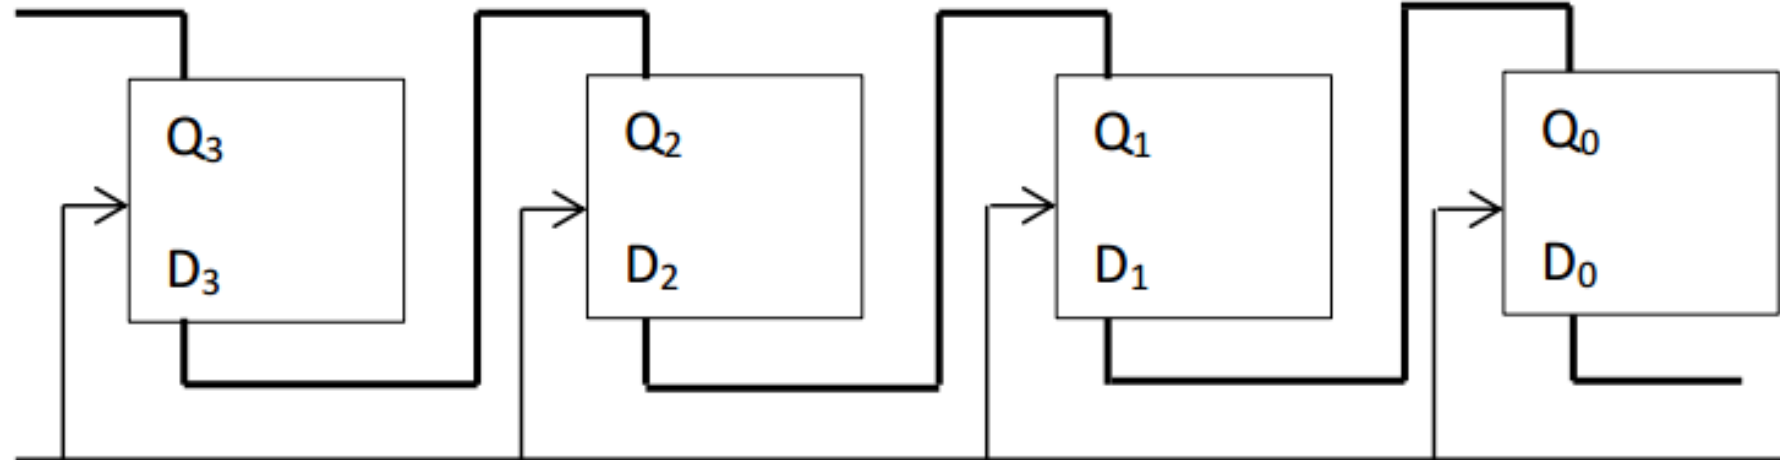 Q₃ Q₂ Q₁ Q₀
D₃ D₂ D₁ D₀